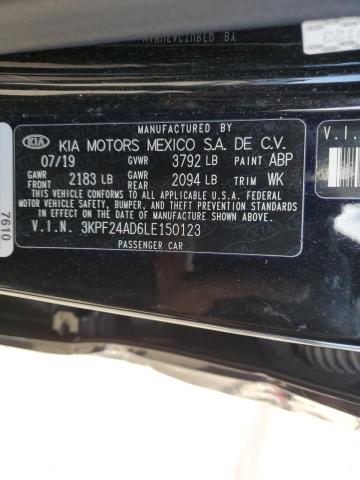 MANUFACTURED BY
KIA KIA MOTORS MEXICO S.A. DE C.V.
07/19 GVWR 3792 LB PAINT ABP
GAWR FRONT 2183 LB GAWR REAR 2094 LB TRIM WK
THIS VEHICLE CONFORMS TO ALL APPLICABLE U.S.A. FEDERAL
MOTOR VEHICLE SAFETY, BUMPER, AND THEFT PREVENTION STANDARDS
IN EFFECT ON THE DATE OF MANUFACTURE SHOWN ABOVE.
V.I.N. 3KPF24AD6LE150123
PASSENGER CAR
7610
V.I